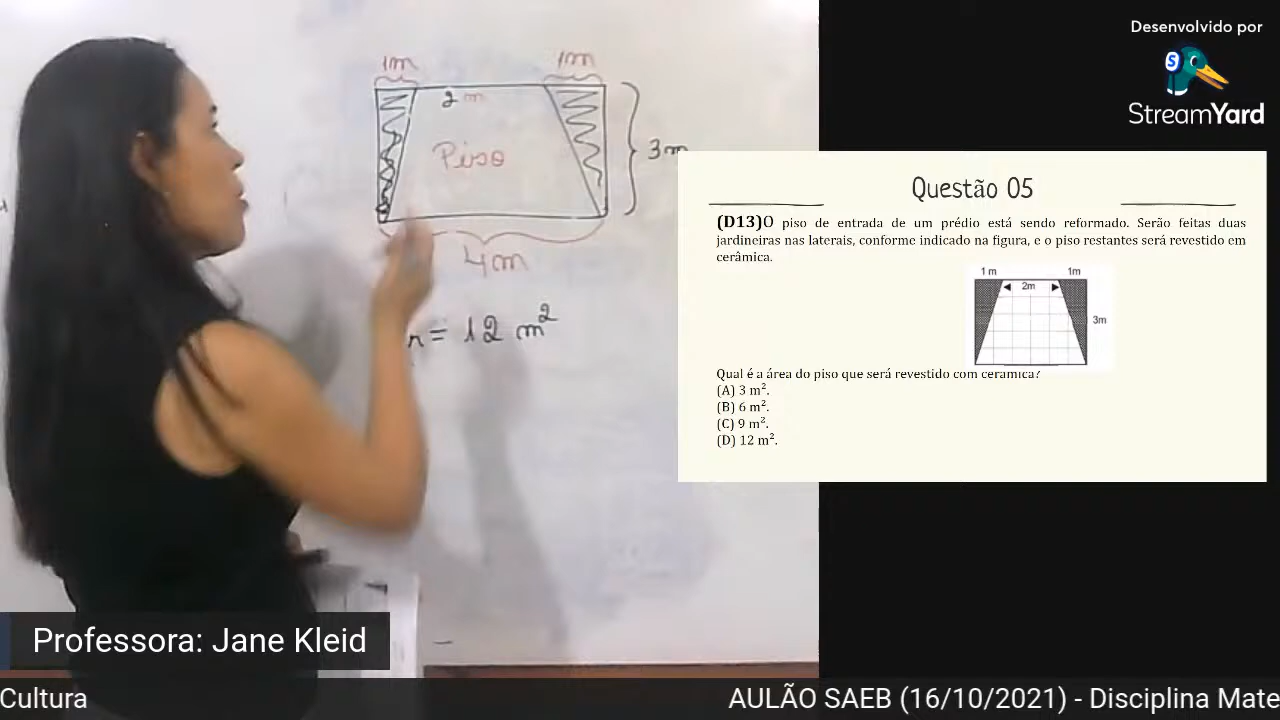 1m
1m
2 m
Piso
3m
4m
= 12 m²
Desenvolvido por
S
StreamYard
Questão 05
(D13)O piso de entrada de um prédio está sendo reformado. Serão feitas duas
jardineiras nas laterais, conforme indicado na figura, e o piso restantes será revestido em
cerâmica.
1 m
1m
2m
3m
Qual é a área do piso que será revestido com cerâmica?
(A) 3 m².
(B) 6 m².
(C) 9 m².
(D) 12 m².
Professora: Jane Kleid
Cultura
AULÃO SAEB (16/10/2021) - Disciplina Mate